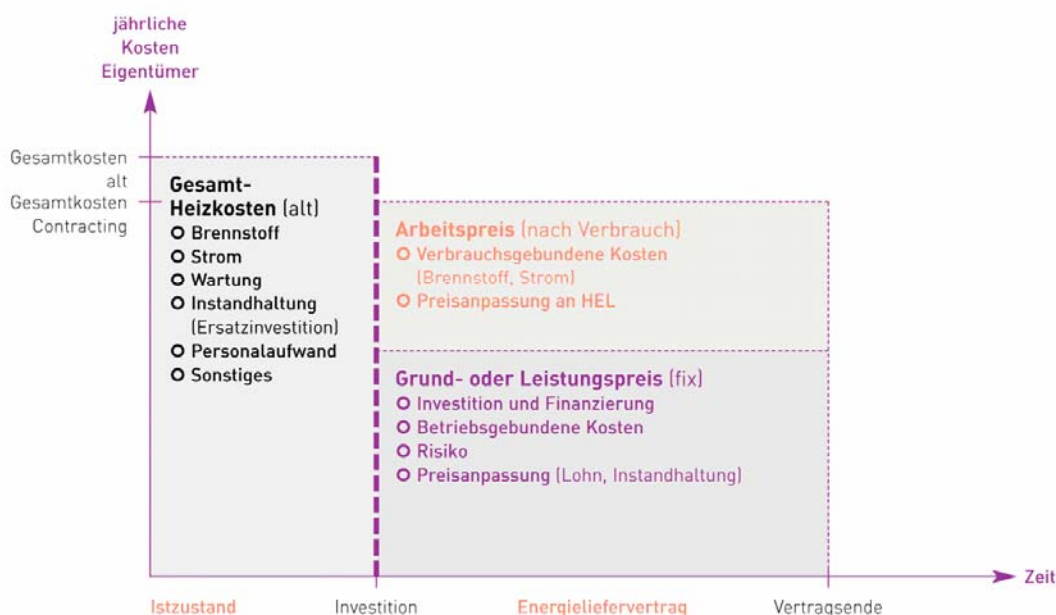 jährliche
Kosten
Eigentümer
Gesamtkosten
alt
Gesamtkosten
Contracting
Gesamt-
Heizkosten (alt)
Brennstoff
Strom
Wartung
Instandhaltung
(Ersatzinvestition)
Personalaufwand
Sonstiges
Arbeitspreis (nach Verbrauch)
Verbrauchsgebundene Kosten
(Brennstoff, Strom)
Preisanpassung an HEL
Grund- oder Leistungspreis (fix)
Investition und Finanzierung
Betriebsgebundene Kosten
Risiko
Preisanpassung (Lohn, Instandhaltung)
Zeit
Istzustand
Investition
Energieliefervertrag
Vertragsende